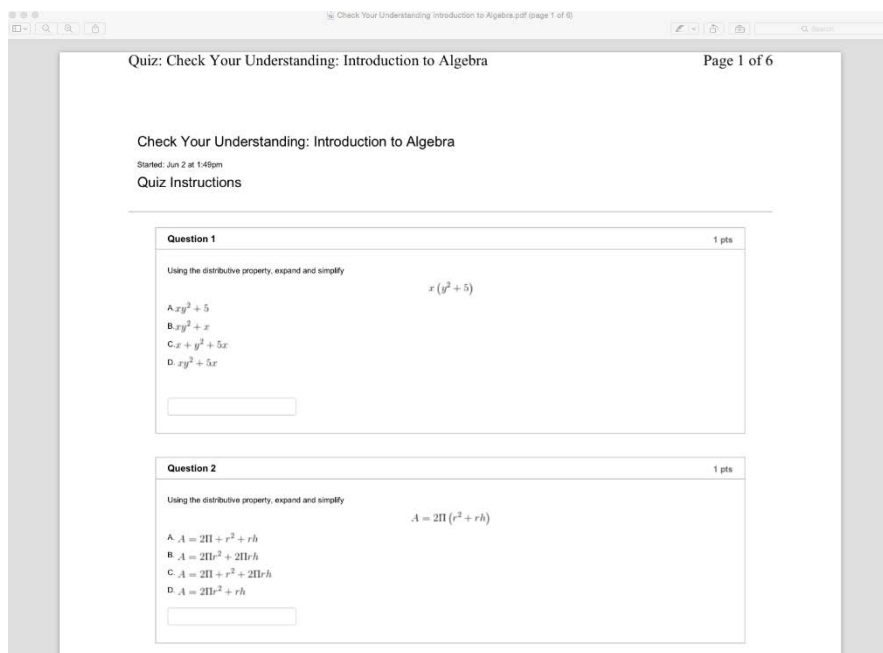 Check Your Understanding Introduction to Algebra.pdf (page 1 of 6)
Search
Quiz: Check Your Understanding: Introduction to Algebra Page 1 of 6
Check Your Understanding: Introduction to Algebra
Started: Jun 2 at 1:49pm
Quiz Instructions
Question 1 1 pts
Using the distributive property, expand and simplify
x (y² + 5)
A. xy² + 5
B. xy² + x
C. x + y² + 5x
D. xy² + 5x
Question 2 1 pts
Using the distributive property, expand and simplify
A = 2Π (r² + rh)
A. A = 2Π + r² + rh
B. A = 2Πr² + 2Πrh
C. A = 2Π + r² + 2Πrh
D. A = 2Πr² + rh